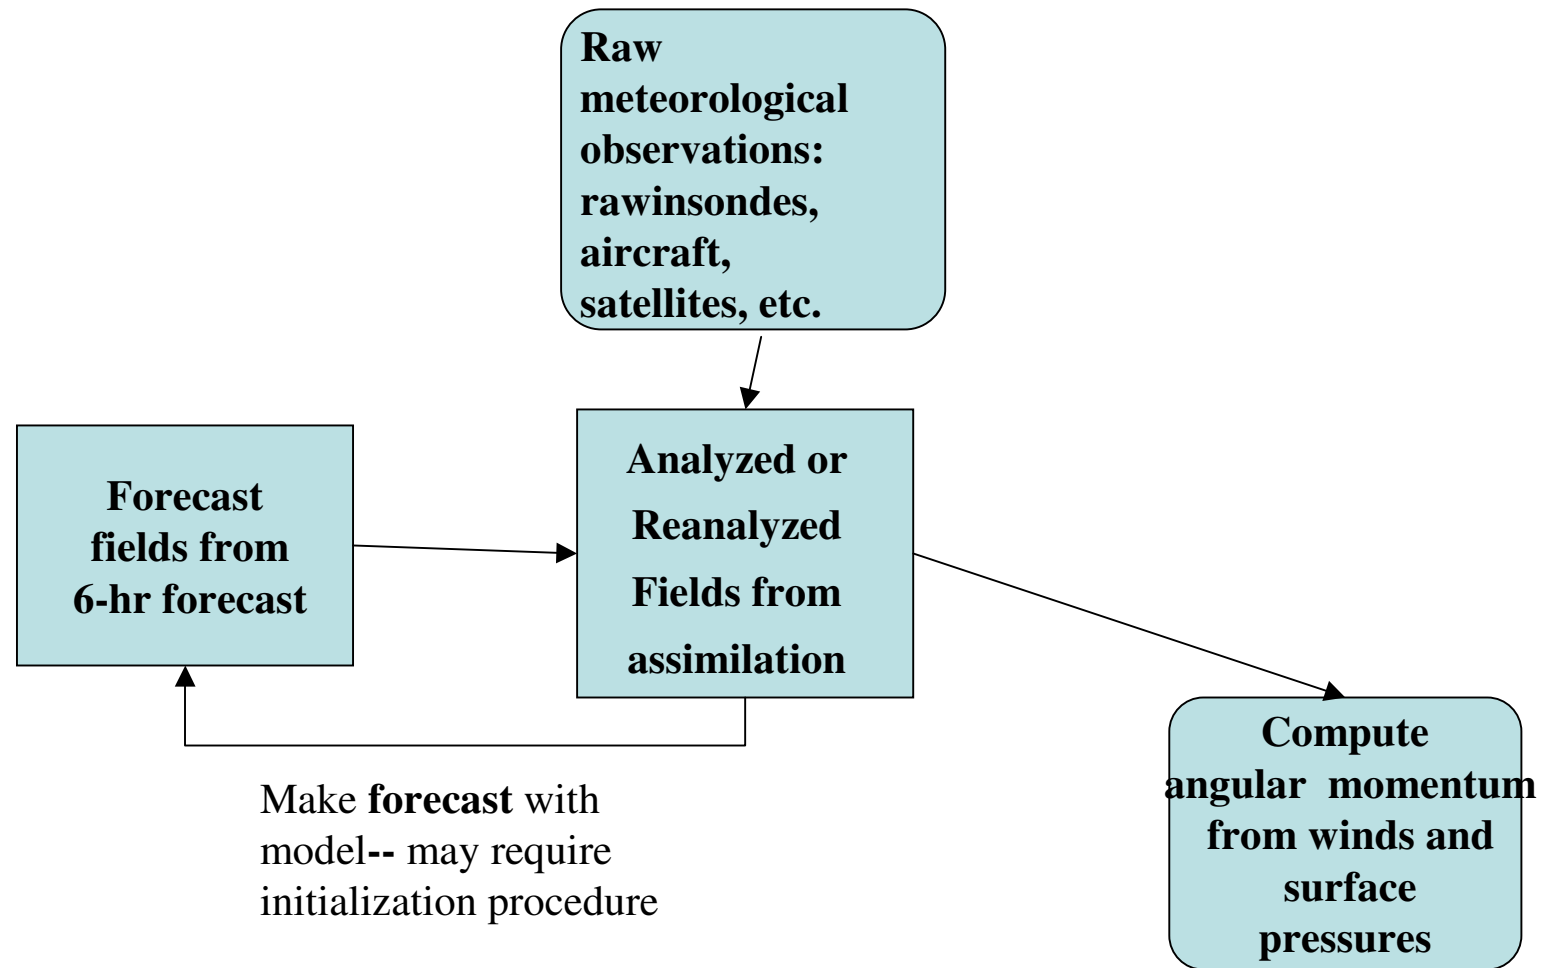 Raw
meteorological
observations:
rawinsondes,
aircraft,
satellites, etc.
Forecast
fields from
6-hr forecast
Analyzed or
Reanalyzed
Fields from
assimilation
Make forecast with
model-- may require
initialization procedure
Compute
angular momentum
from winds and
surface
pressures